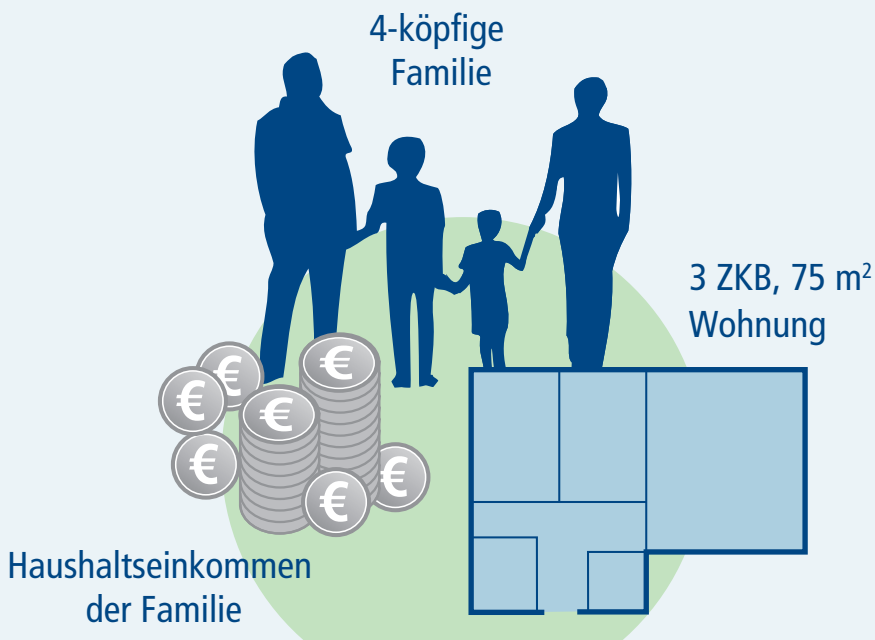 4-köpfige
Familie
3 ZKB, 75 m²
Wohnung
€
€
€
€
€
€
€
Haushaltseinkommen
der Familie